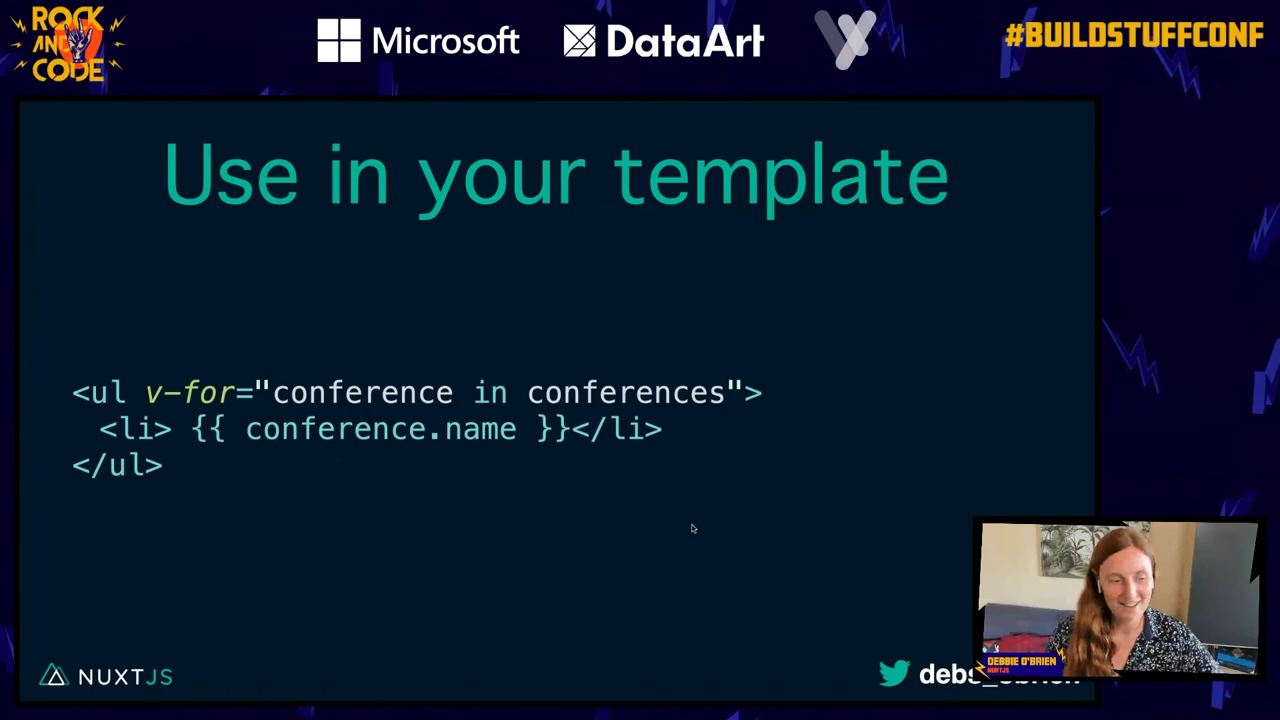 ROCK
AND
CODE
Microsoft
DataArt
#BUILDSTUFFCONF
Use in your template
<ul v-for="conference in conferences">
<li> {{ conference.name }}</li>
</ul>
NUXTJS
DEBBIE O'BRIEN
NUXTJS